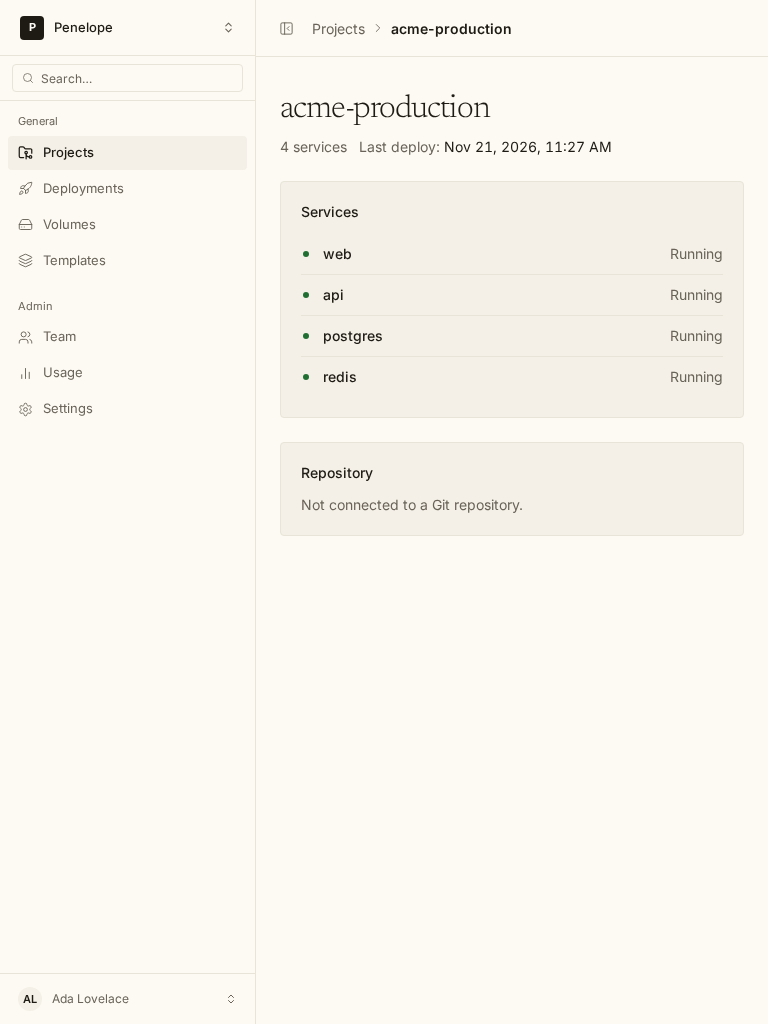 P Penelope
Search...
General
Projects
Deployments
Volumes
Templates
Admin
Team
Usage
Settings
AL Ada Lovelace
Projects > acme-production
acme-production
4 services Last deploy: Nov 21, 2026, 11:27 AM
Services
web Running
api Running
postgres Running
redis Running
Repository
Not connected to a Git repository.